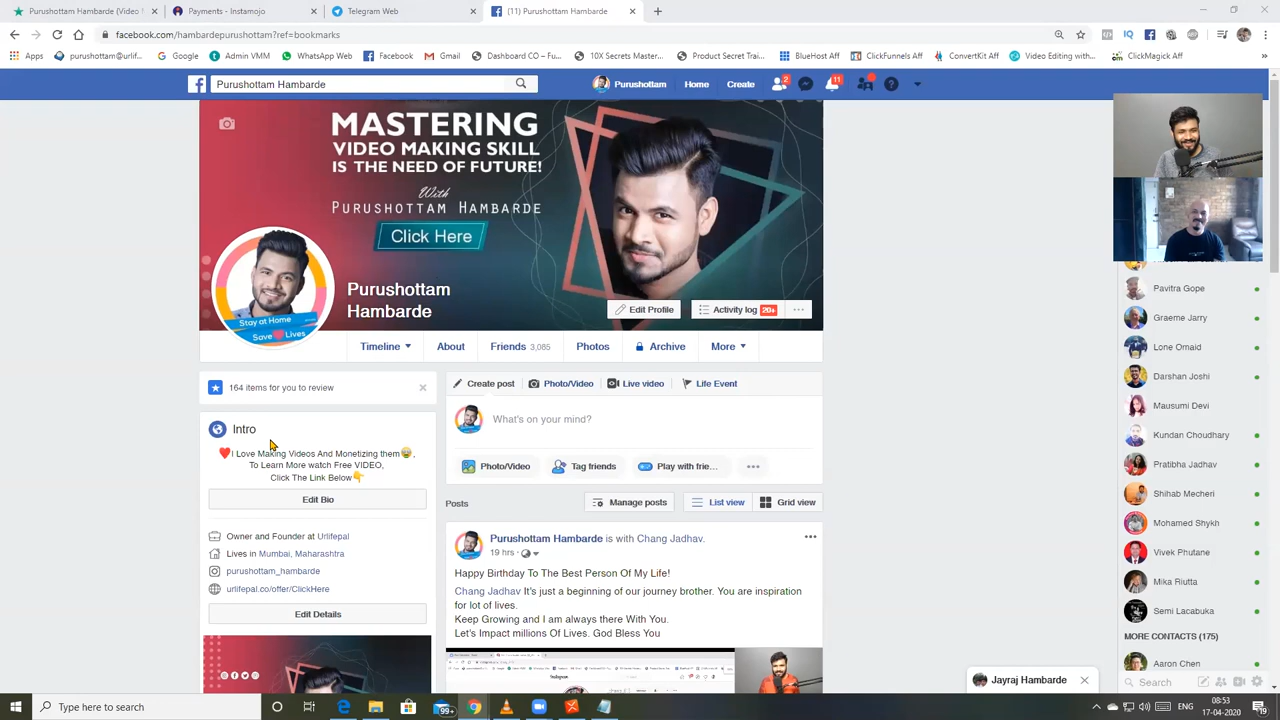 Purushottam Hambarde (Video
Payments - Instamojo
Telegram Web
(11) Purushottam Hambarde
facebook.com/hambardepurushottam?ref=bookmarks
Apps
purushottam@urlif...
Google
Admin VMM
WhatsApp Web
Facebook
Gmail
Dashboard CO – Fu...
10X Secrets Master...
Product Secret Trai...
BlueHost Aff
ClickFunnels Aff
ConvertKit Aff
Video Editing with...
ClickMagick Aff
Purushottam Hambarde
Purushottam
Home
Create
2
11
MASTERING
VIDEO MAKING SKILL
IS THE NEED OF FUTURE!
With
PURUSHOTTAM HAMBARDE
Click Here
Stay at Home
Save Lives
Purushottam
Hambarde
Edit Profile
Activity log 20+
Timeline
About
Friends 3,085
Photos
Archive
More
164 items for you to review
Intro
I Love Making Videos And Monetizing them
To Learn More watch Free VIDEO,
Click The Link Below
Edit Bio
Owner and Founder at Urlifepal
Lives in Mumbai, Maharashtra
purushottam_hambarde
urlifepal.co/offer/ClickHere
Edit Details
Create post
Photo/Video
Live video
Life Event
What's on your mind?
Photo/Video
Tag friends
Play with frie...
Posts
Manage posts
List view
Grid view
Purushottam Hambarde is with Chang Jadhav.
19 hrs
Happy Birthday To The Best Person Of My Life!
Chang Jadhav It's just a beginning of our journey brother. You are inspiration
for lot of lives.
Keep Growing and I am always there With You.
Let's Impact millions Of Lives. God Bless You
Pavitra Gope
Graeme Jarry
Lone Ornaid
Darshan Joshi
Mausumi Devi
Kundan Choudhary
Pratibha Jadhav
Shihab Mecheri
Mohamed Shykh
Vivek Phutane
Mika Riutta
Semi Lacabuka
MORE CONTACTS (175)
Aaron Chen
Search
Jayraj Hambarde
Type here to search
99+
ENG
08:53
17-04-2020
19